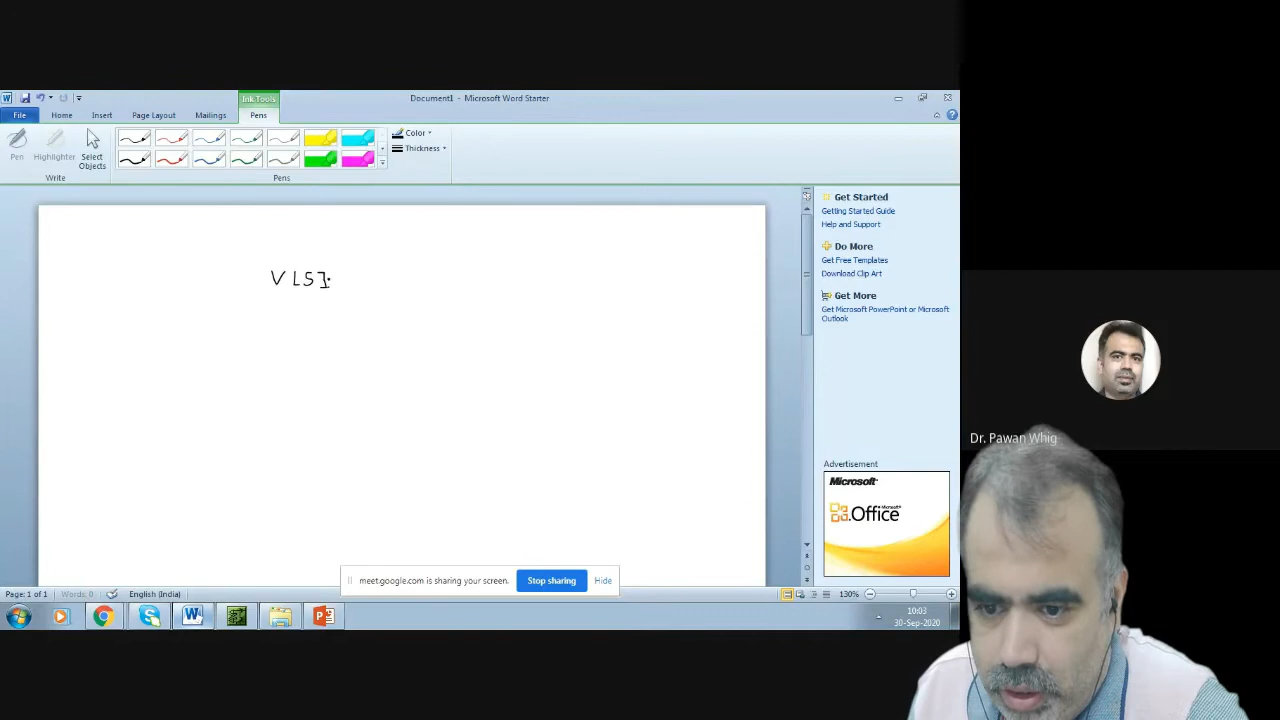 Ink Tools
Document1 - Microsoft Word Starter
File Home Insert Page Layout Mailings Pens
Pen
Highlighter
Select Objects
Write
Color
Thickness
Pens
VLSI
Get Started
Getting Started Guide
Help and Support
Do More
Get Free Templates
Download Clip Art
Get More
Get Microsoft PowerPoint or Microsoft
Outlook
Advertisement
Microsoft
Microsoft
Office
meet.google.com is sharing your screen. Stop sharing Hide
Page: 1 of 1 Words: 0 English (India) 130%
10:03
30-Sep-2020
Dr. Pawan Whig